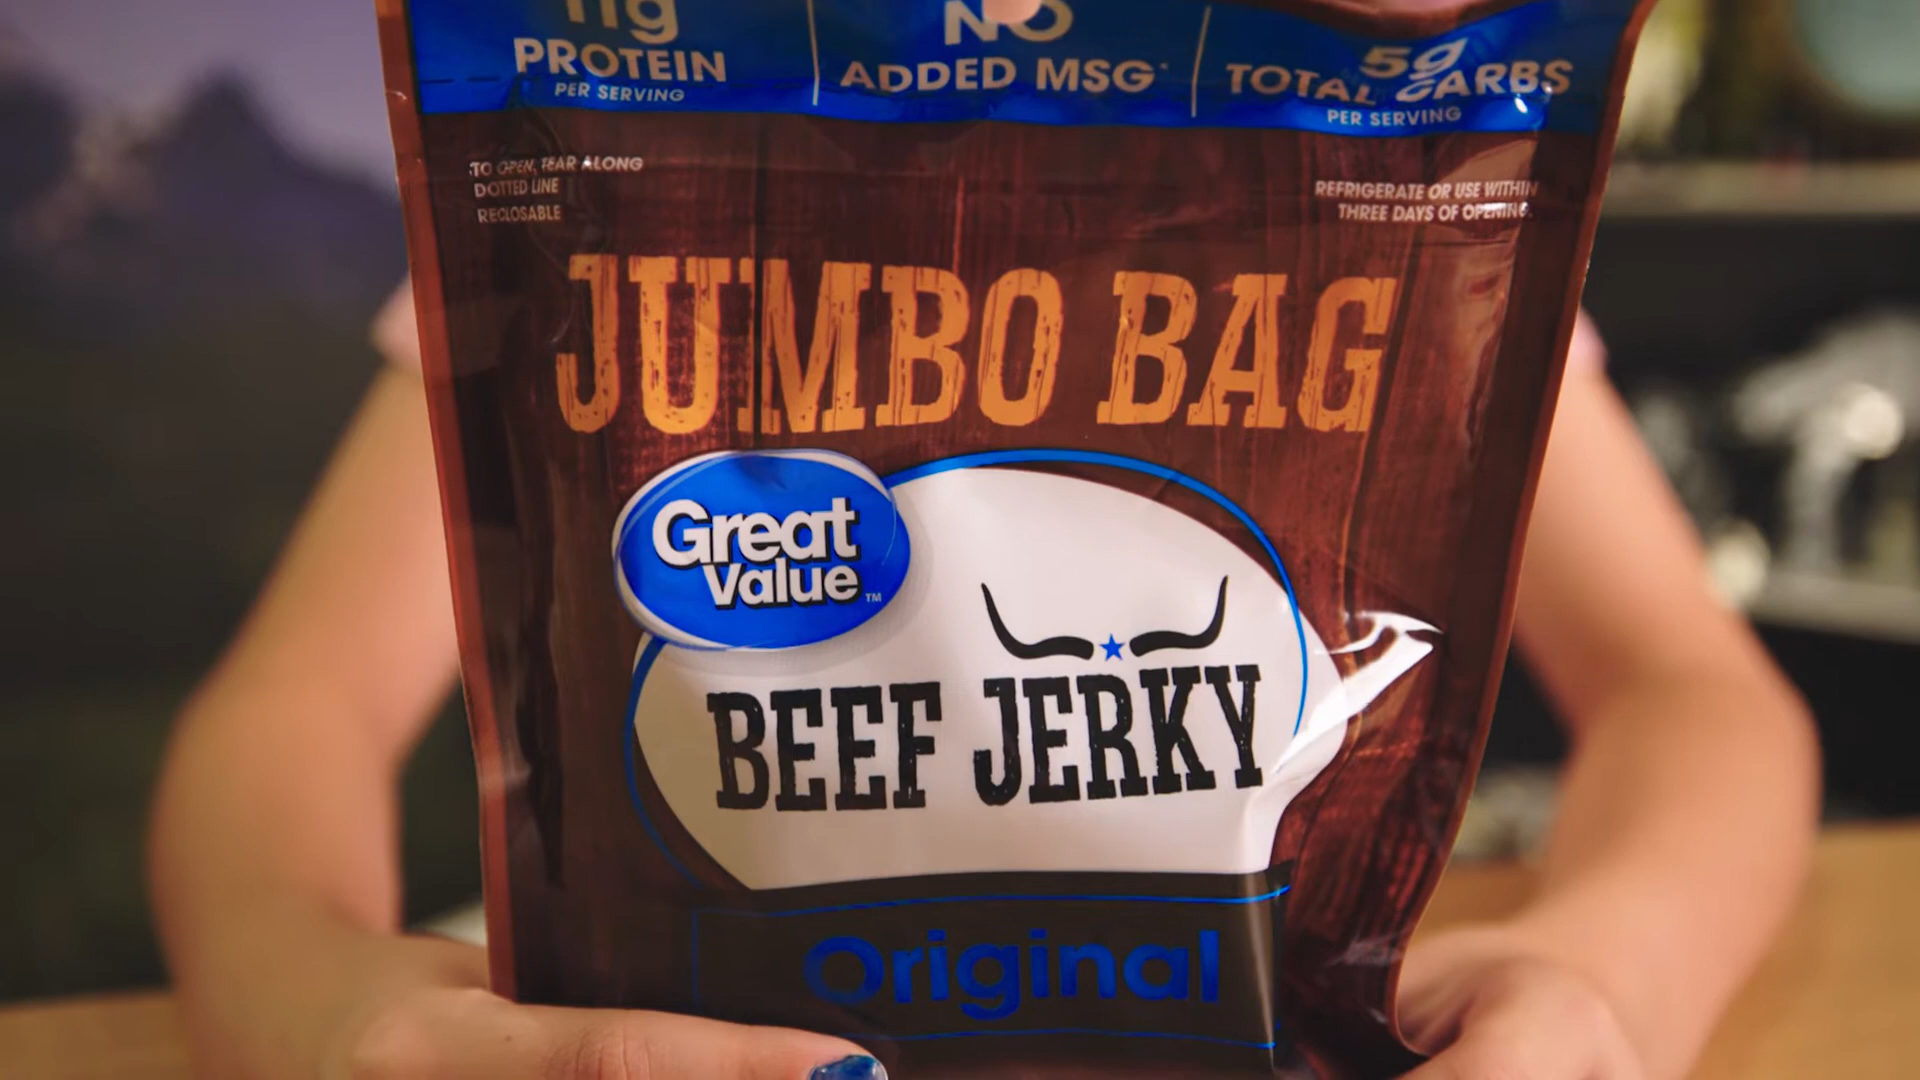 11g
PROTEIN
PER SERVING
NO
ADDED MSG*
5g
TOTAL CARBS
PER SERVING
TO OPEN, TEAR ALONG
DOTTED LINE
RECLOSABLE
REFRIGERATE OR USE WITHIN
THREE DAYS OF OPENING.
JUMBO BAG
Great
Value™
BEEF JERKY
Original